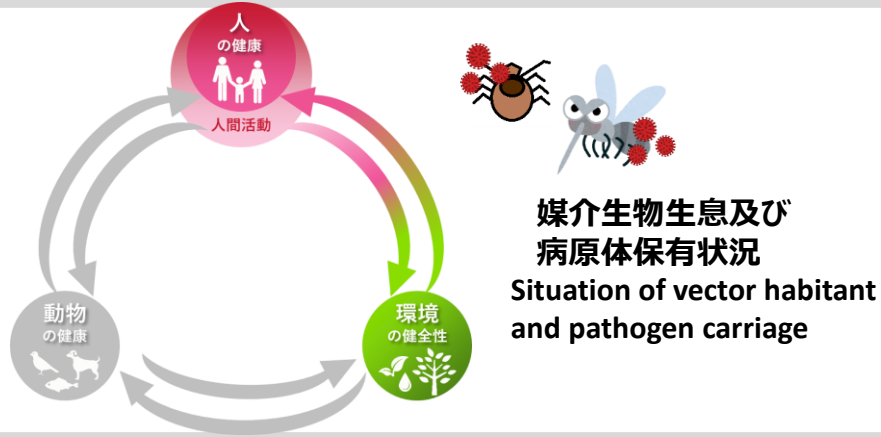 人
の健康
人間活動
動物
の健康
環境
の健全性
媒介生物生息及び
病原体保有状況
Situation of vector habitant
and pathogen carriage